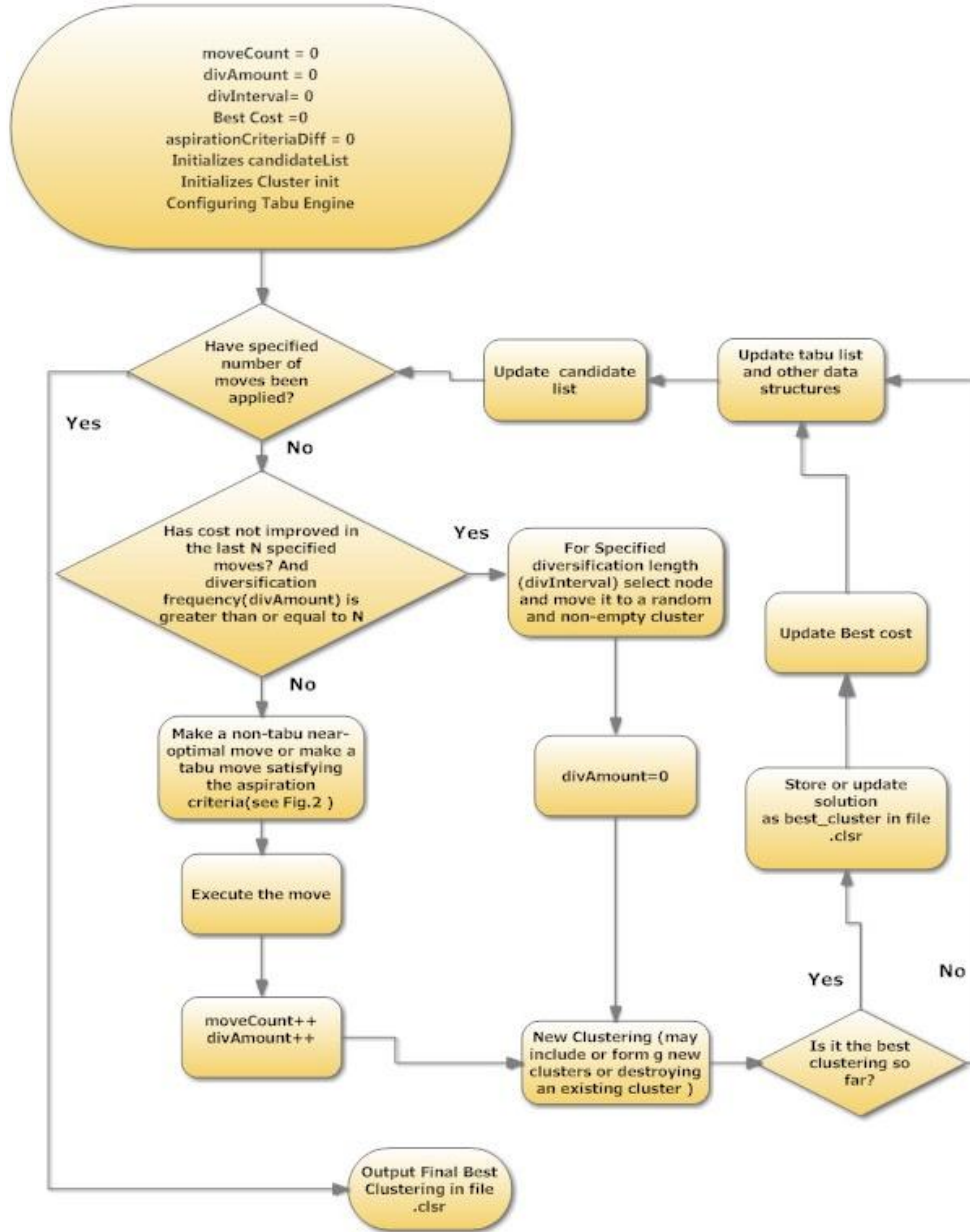 moveCount = 0
divAmount = 0
divInterval= 0
Best Cost =0
aspirationCriteriaDiff = 0
Initializes candidateList
Initializes Cluster init
Configuring Tabu Engine
Have specified
number of
moves been
applied?
Update candidate
list
Update tabu list
and other data
structures
Yes
No
Has cost not improved in
the last N specified
moves? And
diversification
frequency(divAmount) is
greater than or equal to N
Yes
For Specified
diversification length
(divInterval) select node
and move it to a random
and non-empty cluster
Update Best cost
No
Make a non-tabu near-
optimal move or make a
tabu move satisfying
the aspiration
criteria(see Fig.2 )
divAmount=0
Store or update
solution
as best_cluster in file
.clsr
Execute the move
Yes
No
moveCount++
divAmount++
New Clustering (may
include or form g new
clusters or destroying
an existing cluster )
Is it the best
clustering so
far?
Output Final Best
Clustering in file
.clsr